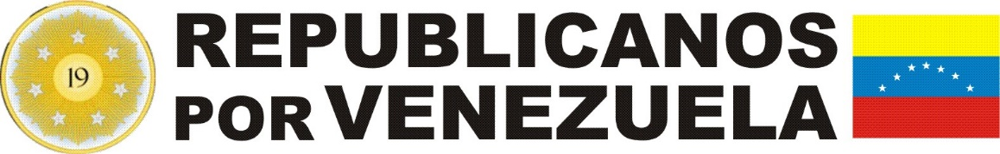 19
REPUBLICANOS
POR VENEZUELA